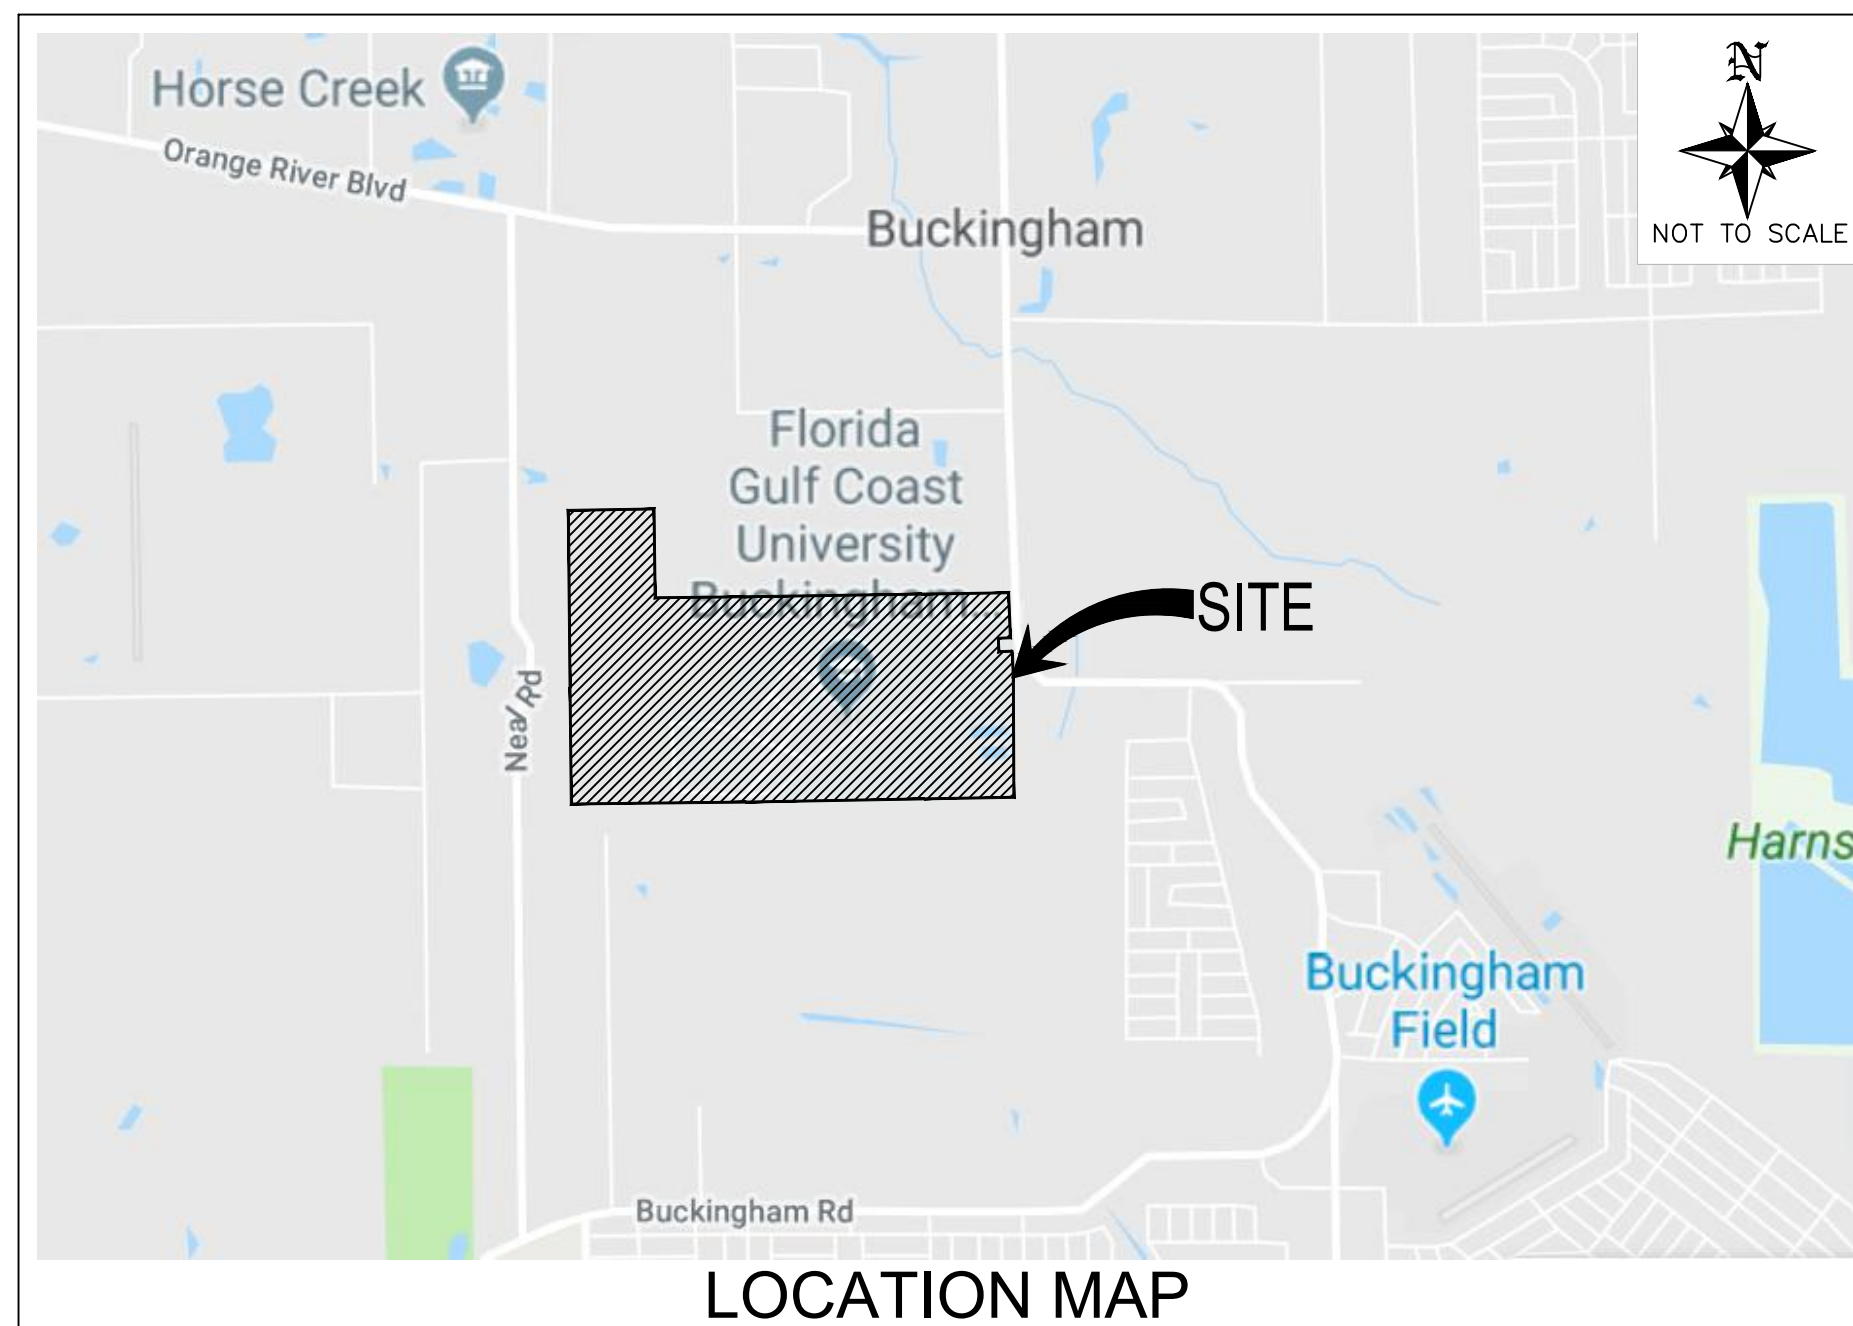 N
NOT TO SCALE
Horse Creek
Orange River Blvd
Buckingham
Florida
Gulf Coast
University
Buckingham...
SITE
Neal Rd
Harns
Buckingham
Field
Buckingham Rd
LOCATION MAP